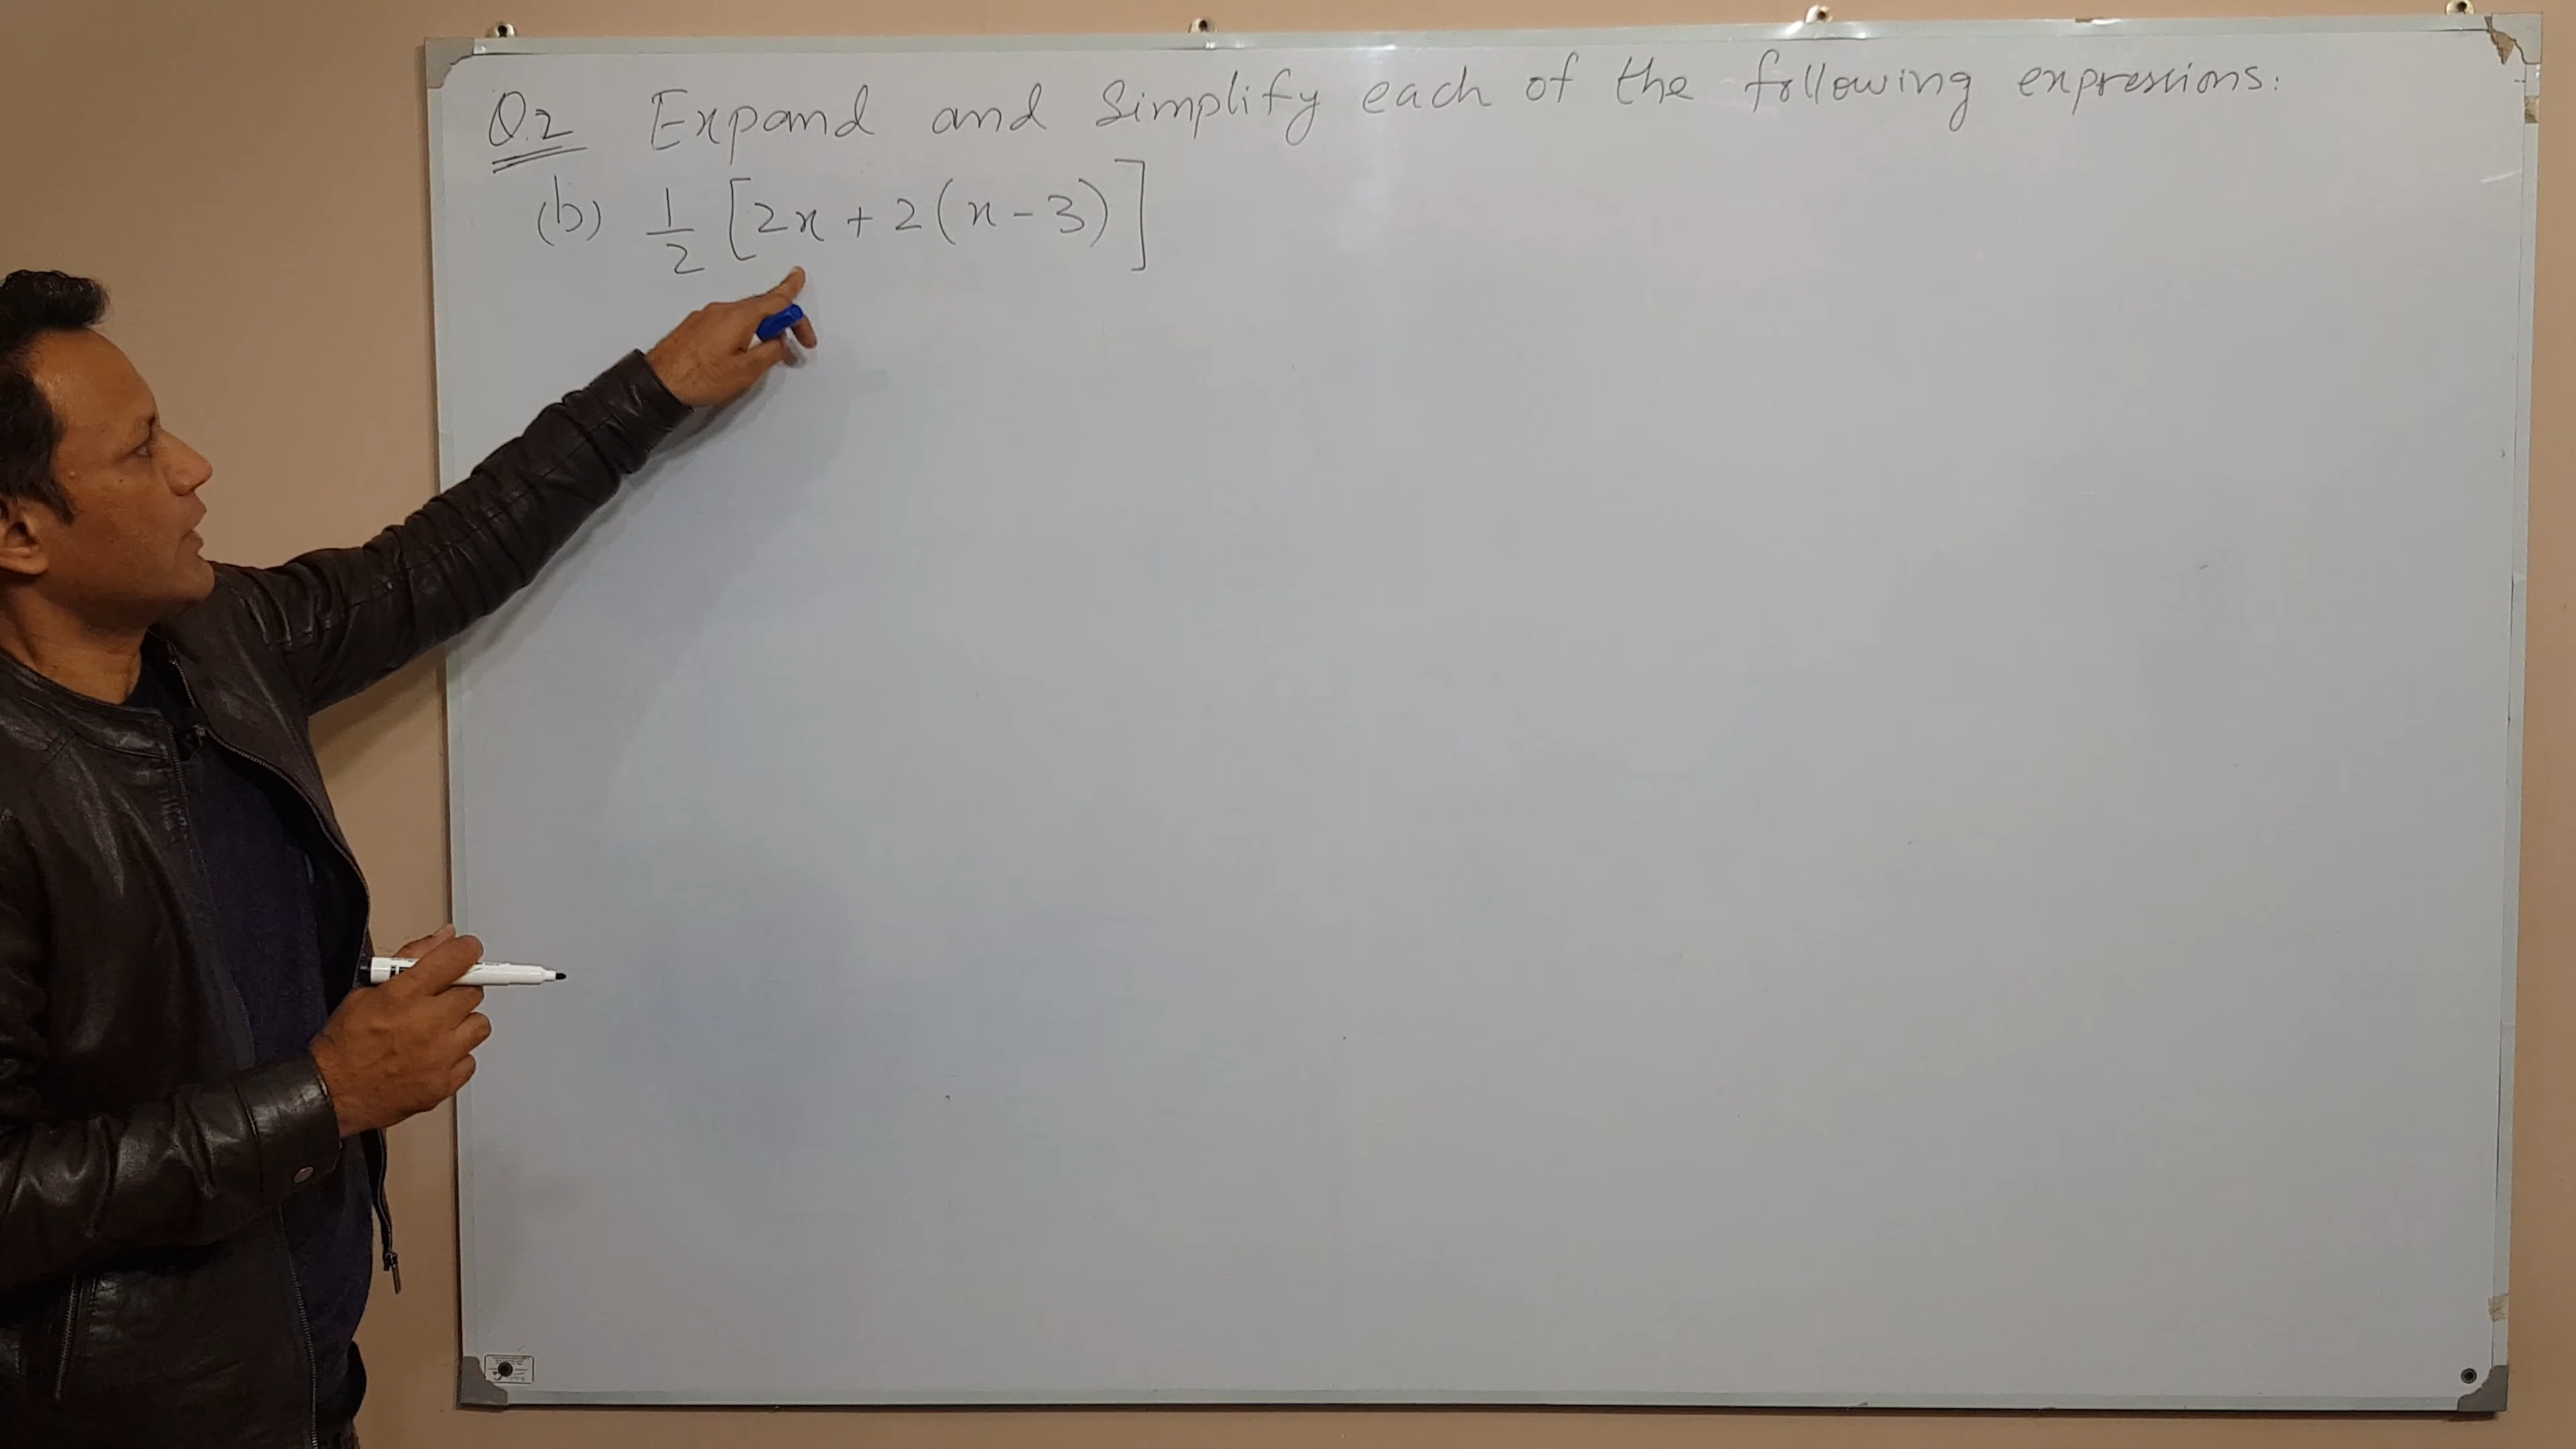 Q.2 Expand and Simplify each of the following expressions:
(b) 1/2 [2x + 2(x - 3)]